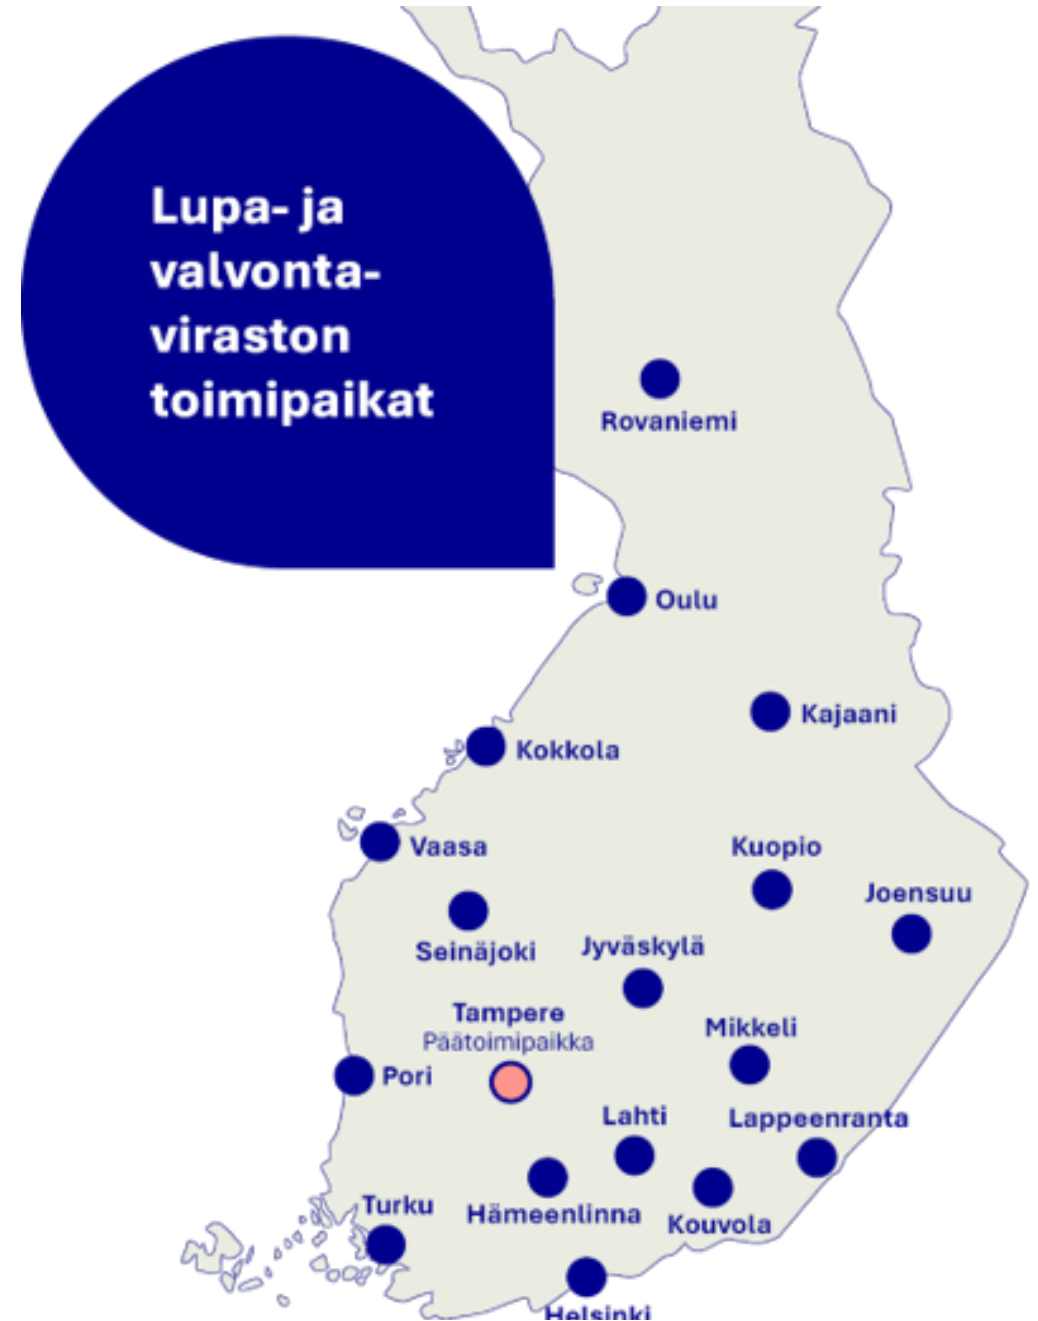 Lupa- ja
valvonta-
viraston
toimipaikat
Rovaniemi
Oulu
Kajaani
Kokkola
Vaasa
Kuopio
Joensuu
Seinäjoki
Jyväskylä
Tampere
Päätoimipaikka
Mikkeli
Pori
Lahti
Lappeenranta
Turku
Hämeenlinna
Kouvola
Helsinki